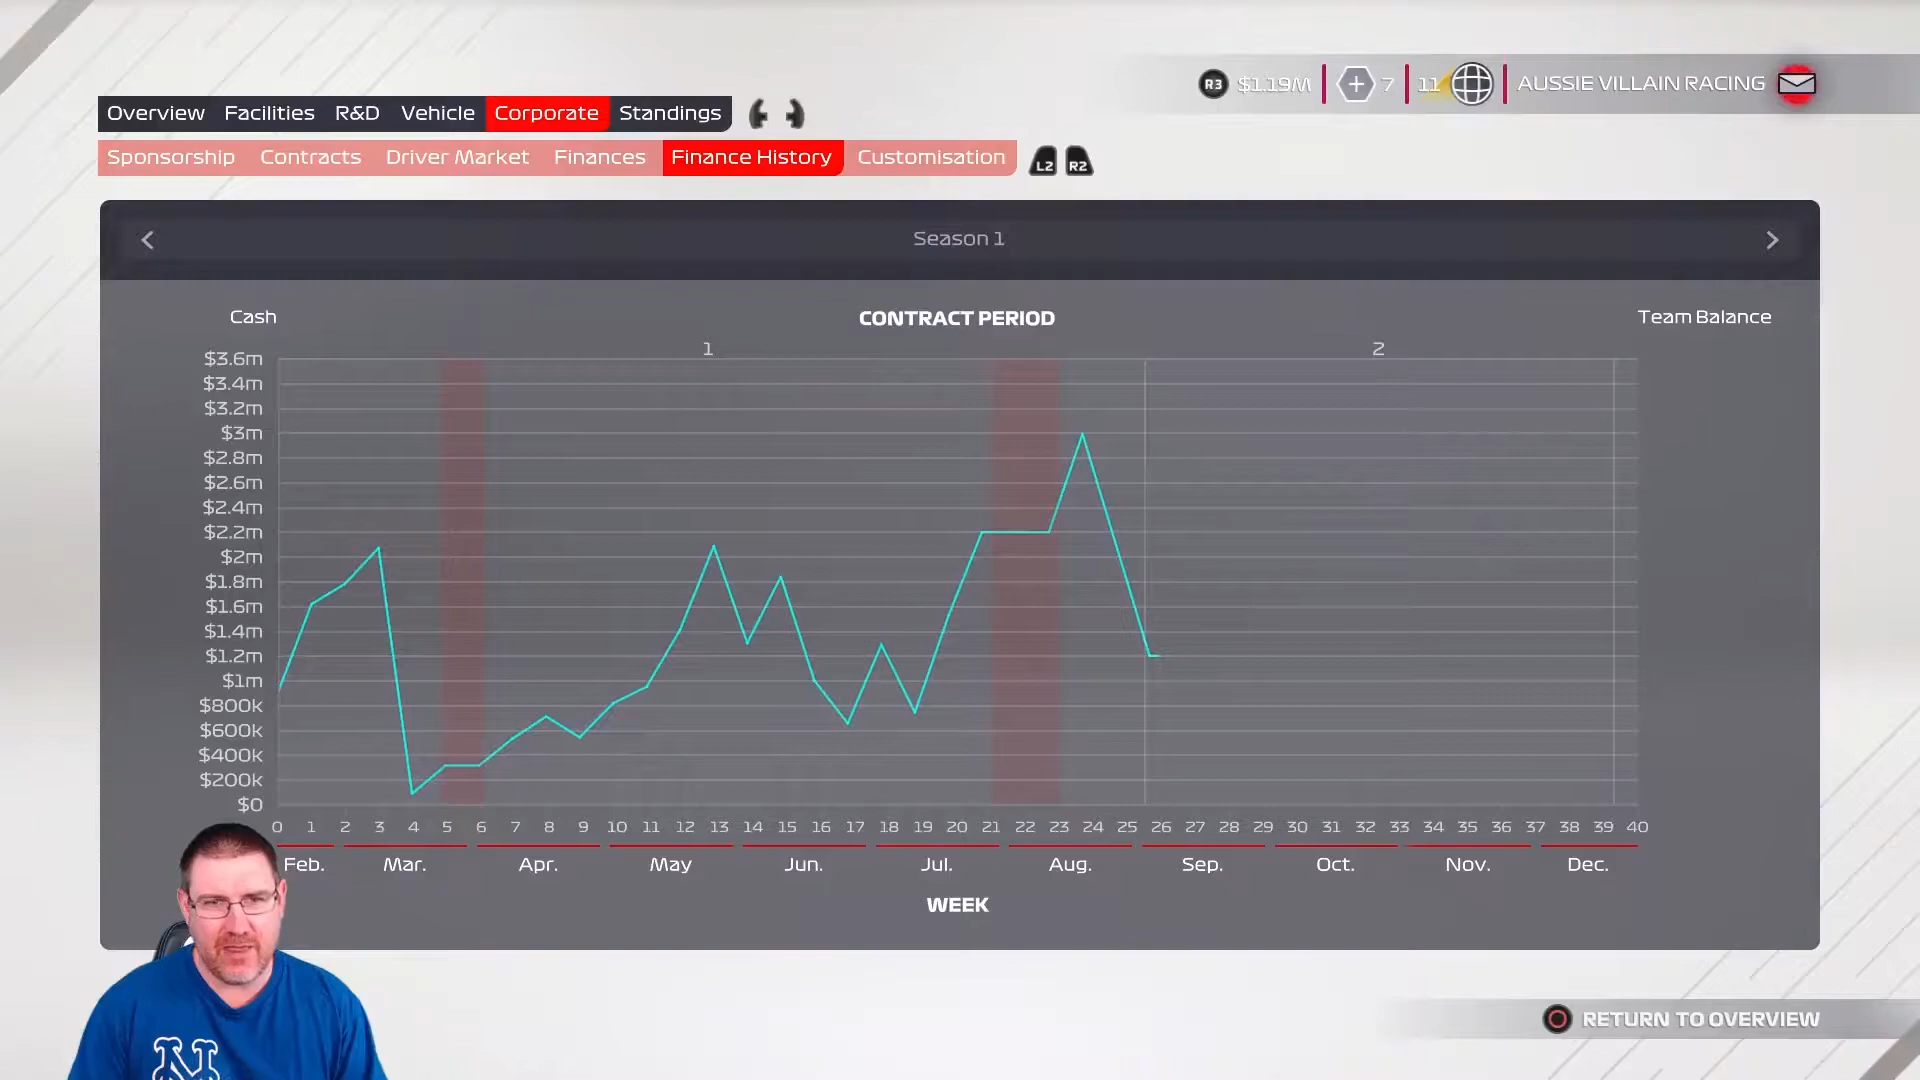 R3 $1.19M 7 11 AUSSIE VILLAIN RACING
Overview Facilities R&D Vehicle Corporate Standings
Sponsorship Contracts Driver Market Finances Finance History Customisation L2 R2
Season 1
Cash CONTRACT PERIOD Team Balance
1 2
$3.6m
$3.4m
$3.2m
$3m
$2.8m
$2.6m
$2.4m
$2.2m
$2m
$1.8m
$1.6m
$1.4m
$1.2m
$1m
$800k
$600k
$400k
$200k
$0
0 1 2 3 4 5 6 7 8 9 10 11 12 13 14 15 16 17 18 19 20 21 22 23 24 25 26 27 28 29 30 31 32 33 34 35 36 37 38 39 40
Feb. Mar. Apr. May Jun. Jul. Aug. Sep. Oct. Nov. Dec.
WEEK
RETURN TO OVERVIEW